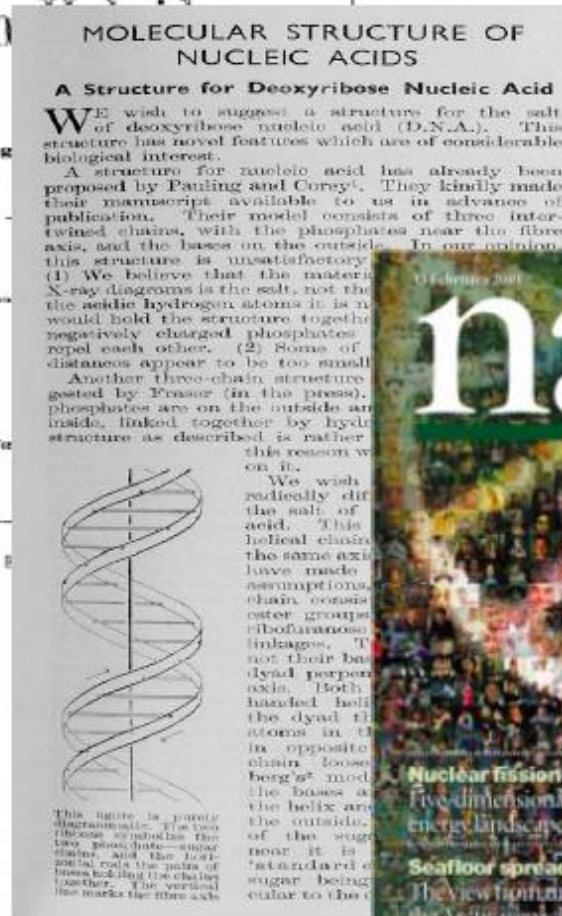 MOLECULAR STRUCTURE OF
NUCLEIC ACIDS
A Structure for Deoxyribose Nucleic Acid
WE wish to suggest a structure for the salt
of deoxyribose nucleic acid (D.N.A.). This
structure has novel features which are of considerable
biological interest.
A structure for nucleic acid has already been
proposed by Pauling and Corey¹. They kindly made
their manuscript available to us in advance of
publication. Their model consists of three inter-
twined chains, with the phosphates near the fibre
axis, and the bases on the outside. In our opinion,
this structure is unsatisfactory
(1) We believe that the materi
X-ray diagrams is the salt, not the
the acidic hydrogen atoms it is n
would hold the structure togethe
negatively charged phosphates
repel each other. (2) Some of
distances appear to be too small
Another three-chain structure
gested by Fraser (in the press).
phosphates are on the outside an
inside, linked together by hydr
structure as described is rather
this reason w
on it.
We wish
radically dif
the salt of
acid. This
helical chain
the same axi
have made
assumptions,
chain consis
ester groups
ribofuranose
linkages. T
not their bas
dyad perpen
axis. Both
handed heli
the dyad th
atoms in th
in opposite
chain loose
berg's² mod
the bases a
the helix and
the outside.
of the suga
near it is
'standard c
sugar being
cular to the
This figure is purely
diagrammatic. The two
ribbons symbolize the
two phosphate—sugar
chains, and the hori-
zontal rods the pairs of
bases holding the chains
together. The vertical
line marks the fibre axis
15 February 2001
na
Nuclear fission
Five-dimensional
energy landscape
Seafloor spread
The view from